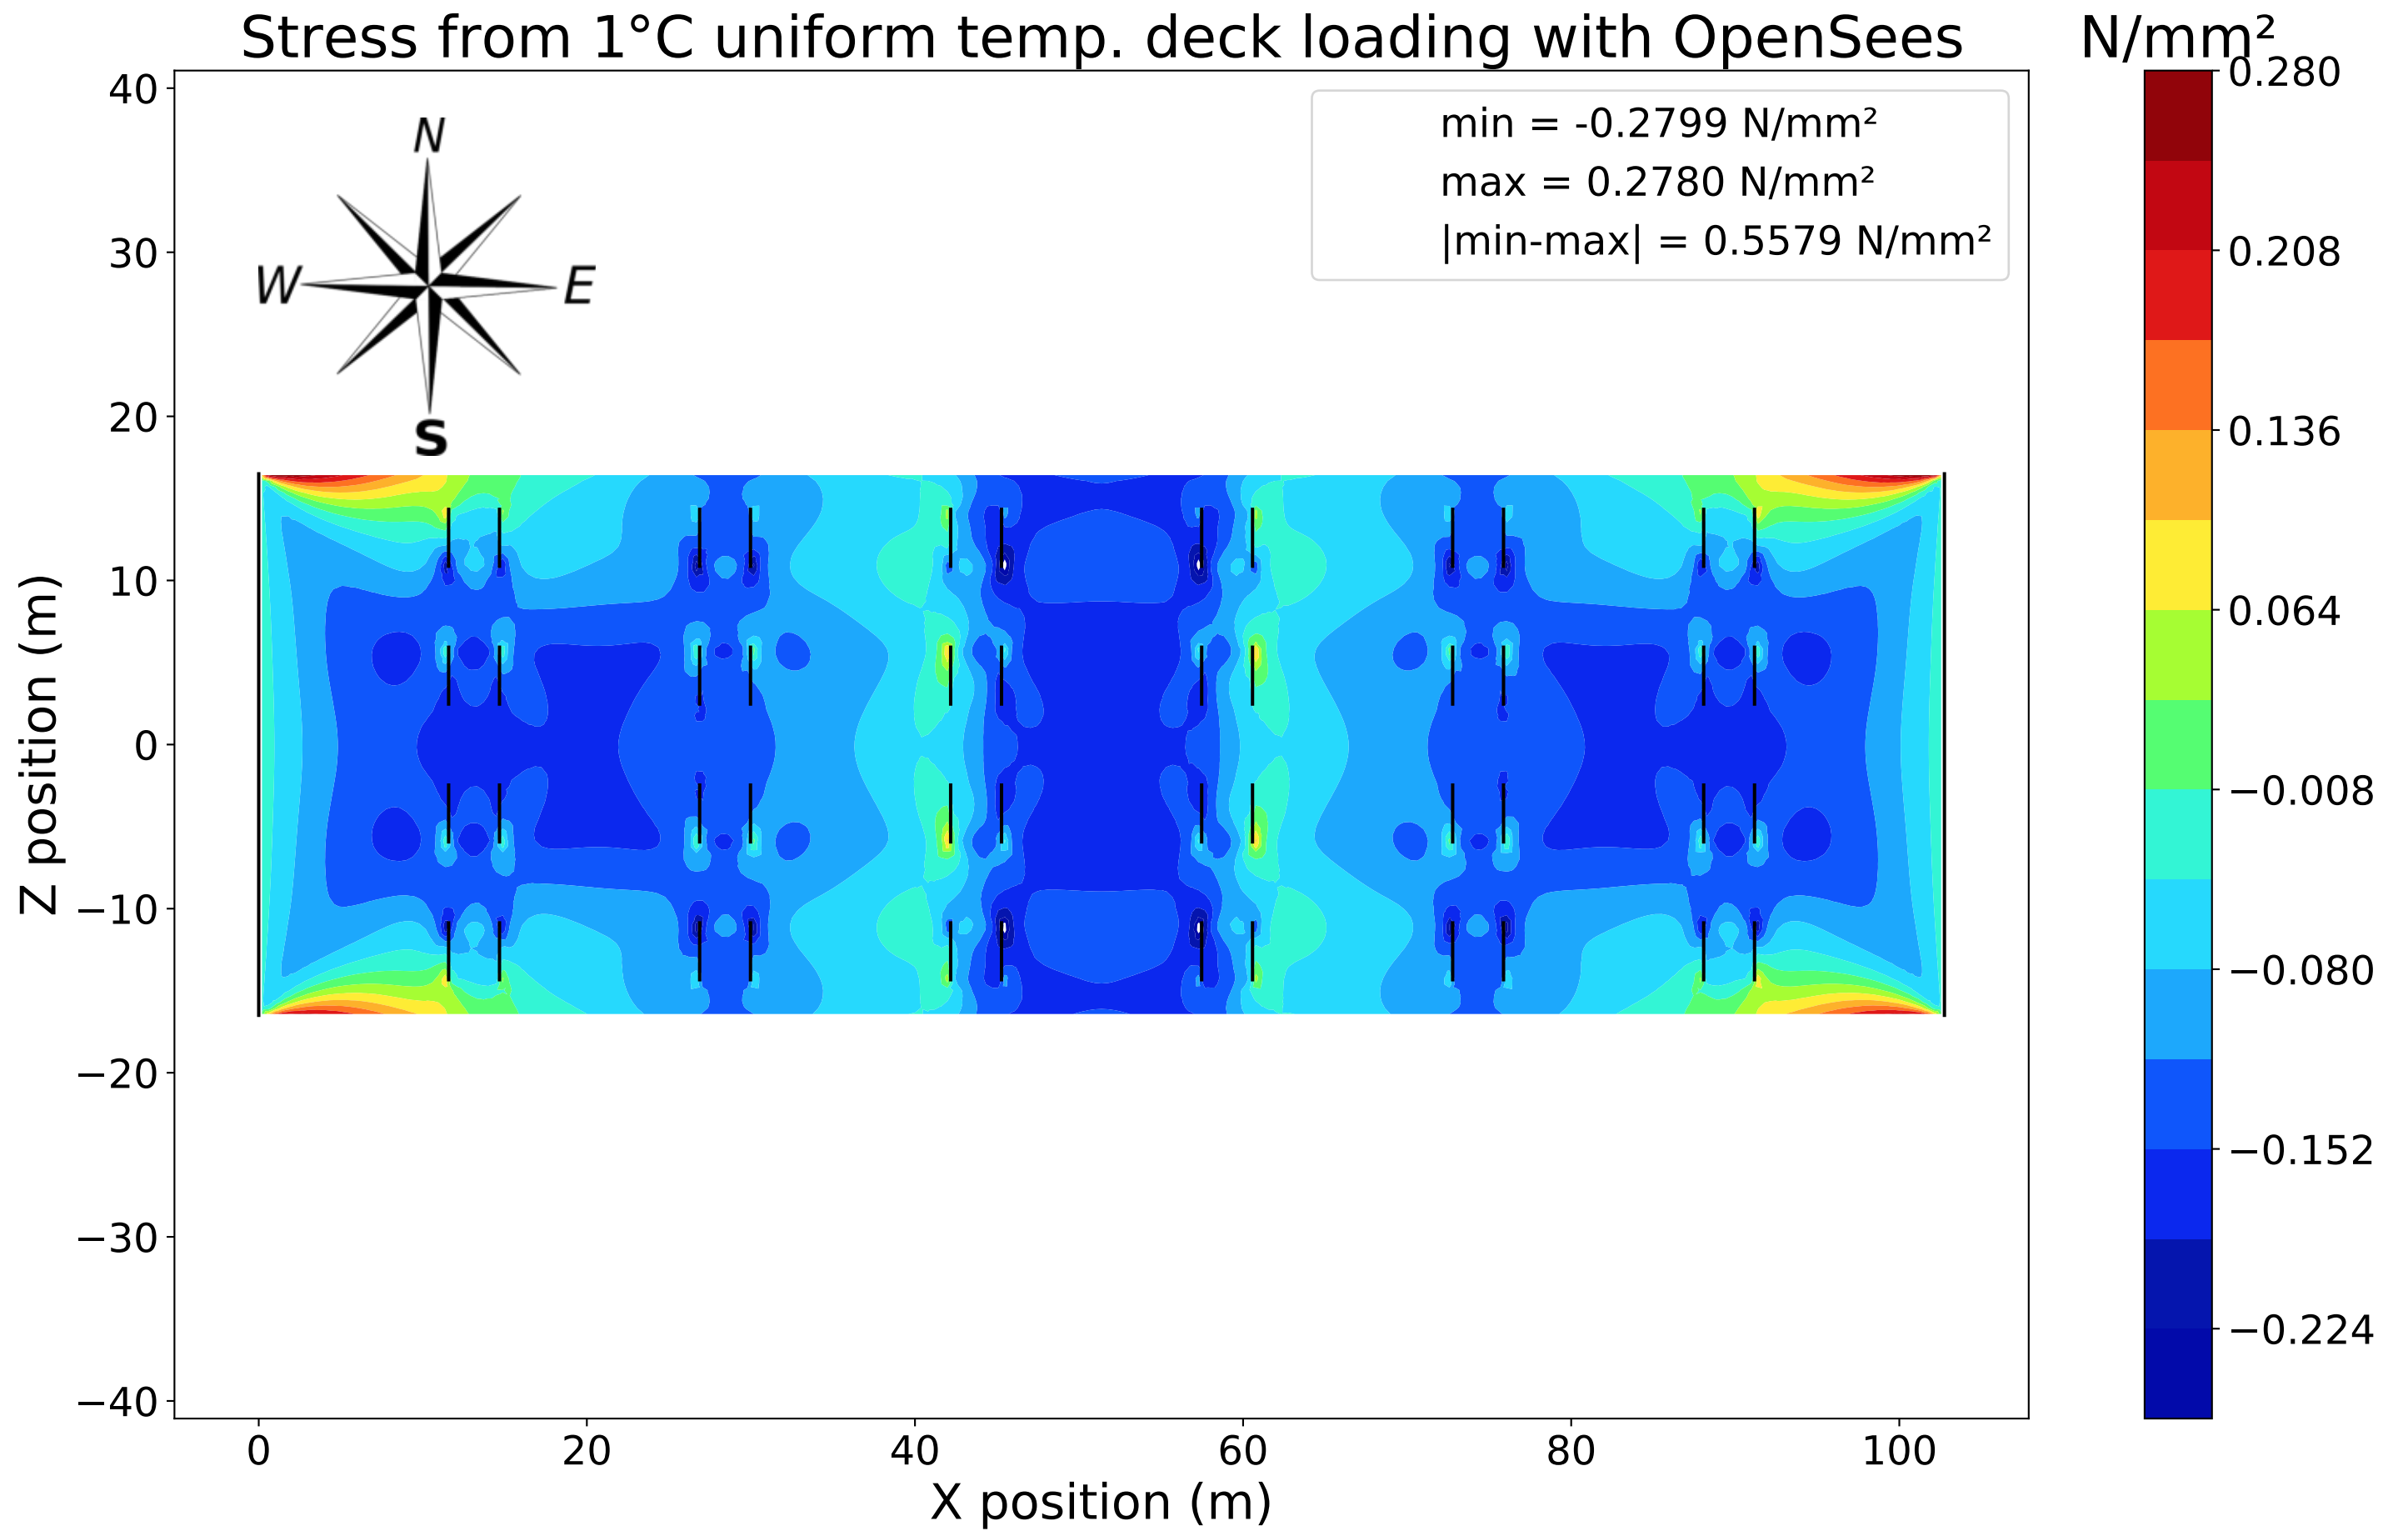 Stress from 1°C uniform temp. deck loading with OpenSees
N/mm²
min = -0.2799 N/mm²
max = 0.2780 N/mm²
|min-max| = 0.5579 N/mm²
N
W
E
S
Z position (m)
40
30
20
10
0
−10
−20
−30
−40
0
20
40
60
80
100
X position (m)
0.280
0.208
0.136
0.064
−0.008
−0.080
−0.152
−0.224